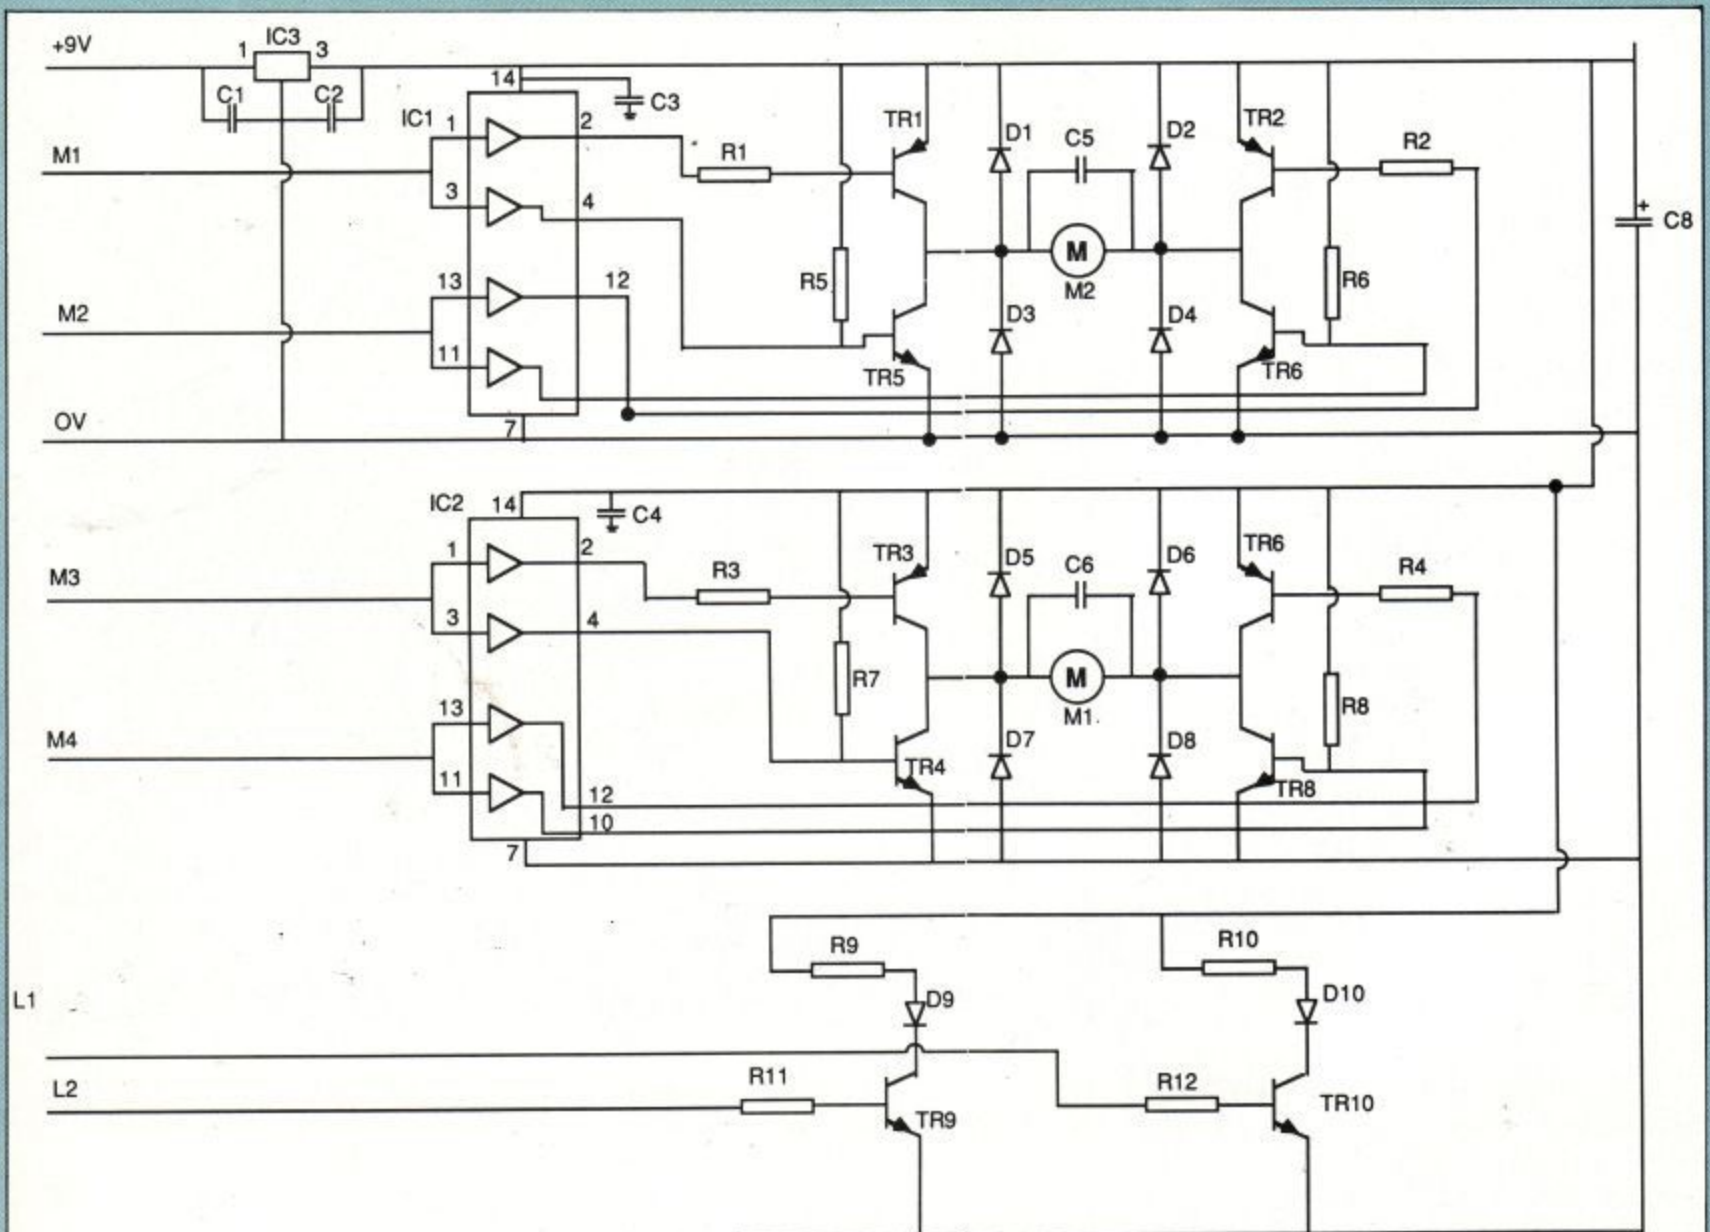 +9V
1 IC3 3
C1 C2
14
C3
IC1 1 2
TR1 D1 C5 D2 TR2 R2
M1
R1
3 4
C8
+
13 12
R5
M M2
R6
M2
D3 D4
11
TR5 TR6
OV
7
IC2 14
C4
1 2
TR3 D5 C6 D6 TR6 R4
M3
R3
3 4
R7
M M1.
R8
13
M4
D7 D8
TR4 TR8
11
12
10
7
R9 R10
L1
D9 D10
L2
R11 R12
TR9 TR10